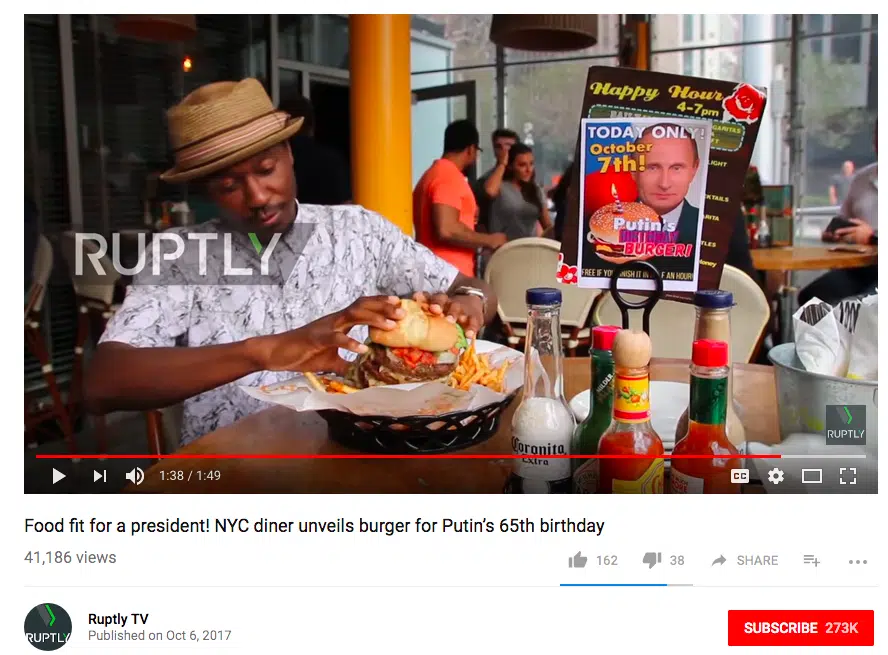 Happy Hour
4-7pm
TODAY ONLY!
October
7th!
Putin's
BIRTHDAY
BURGER!
RUPTLY
Coronita
Extra
RUPTLY
1:38 / 1:49
CC
Food fit for a president! NYC diner unveils burger for Putin's 65th birthday
41,186 views
162
38
SHARE
RUPTLY
Ruptly TV
Published on Oct 6, 2017
SUBSCRIBE 273K